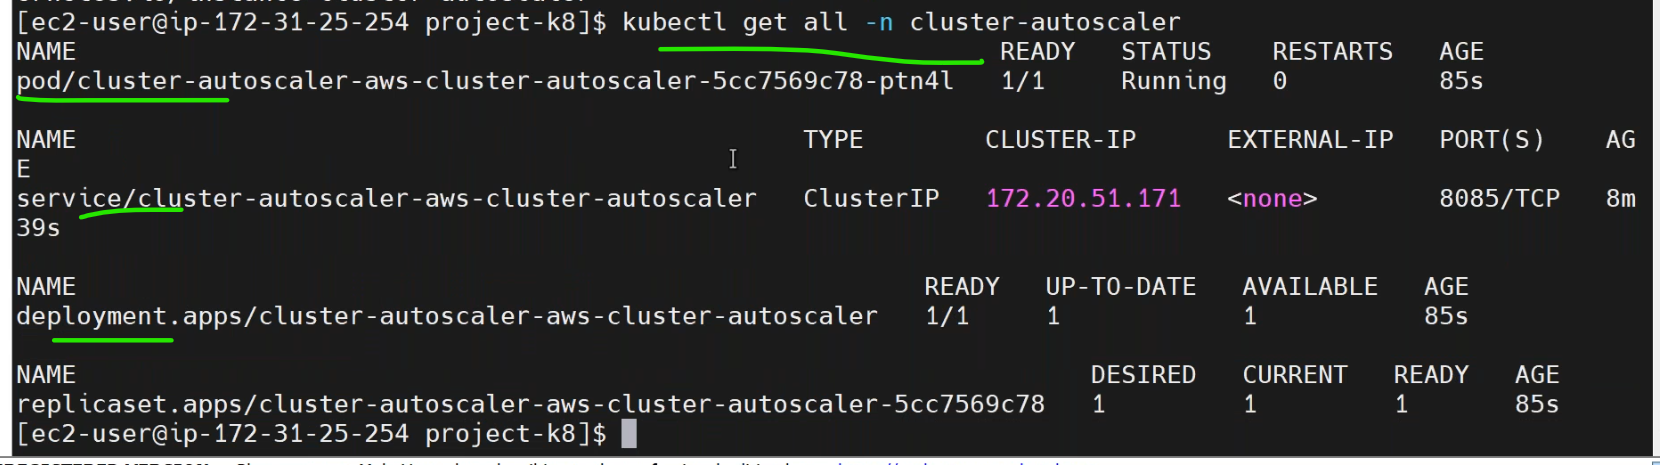 [ec2-user@ip-172-31-25-254 project-k8]$ kubectl get all -n cluster-autoscaler
NAME READY STATUS RESTARTS AGE
pod/cluster-autoscaler-aws-cluster-autoscaler-5cc7569c78-ptn4l 1/1 Running 0 85s
NAME TYPE CLUSTER-IP EXTERNAL-IP PORT(S) AG
E
service/cluster-autoscaler-aws-cluster-autoscaler ClusterIP 172.20.51.171 <none> 8085/TCP 8m
39s
NAME READY UP-TO-DATE AVAILABLE AGE
deployment.apps/cluster-autoscaler-aws-cluster-autoscaler 1/1 1 1 85s
NAME DESIRED CURRENT READY AGE
replicaset.apps/cluster-autoscaler-aws-cluster-autoscaler-5cc7569c78 1 1 1 85s
[ec2-user@ip-172-31-25-254 project-k8]$